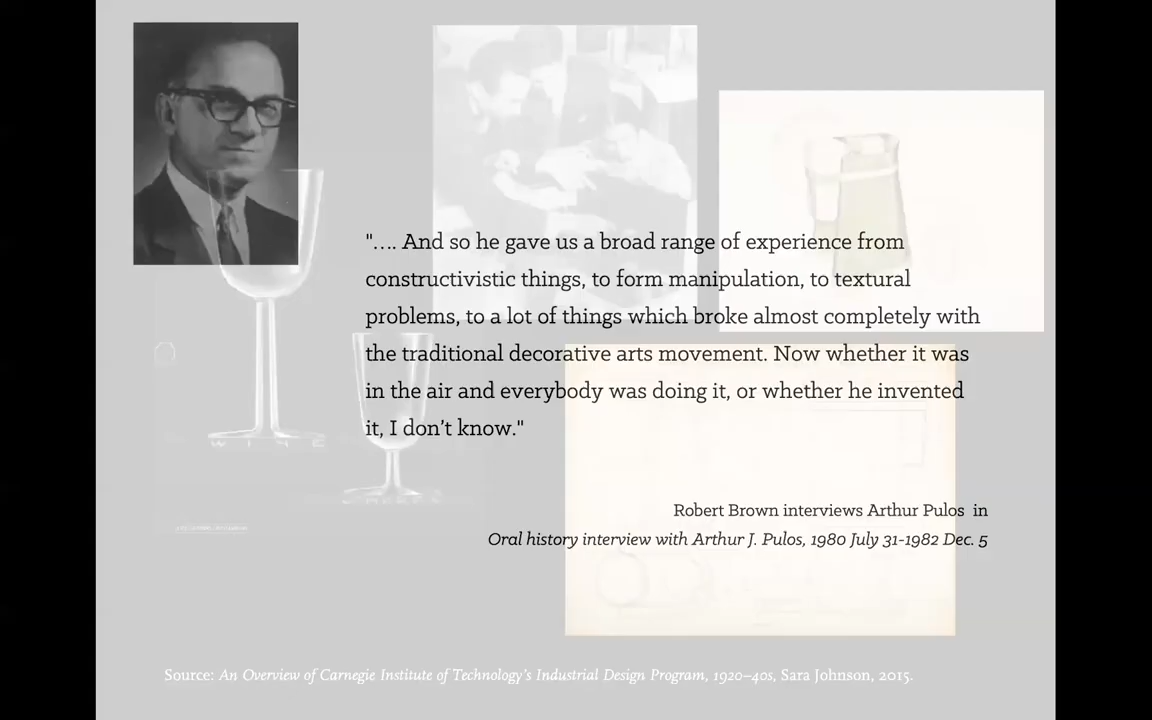 "…. And so he gave us a broad range of experience from
constructivistic things, to form manipulation, to textural
problems, to a lot of things which broke almost completely with
the traditional decorative arts movement. Now whether it was
in the air and everybody was doing it, or whether he invented
it, I don’t know."
Robert Brown interviews Arthur Pulos in
Oral history interview with Arthur J. Pulos, 1980 July 31-1982 Dec. 5
Source: An Overview of Carnegie Institute of Technology’s Industrial Design Program, 1920–40s, Sara Johnson, 2015.